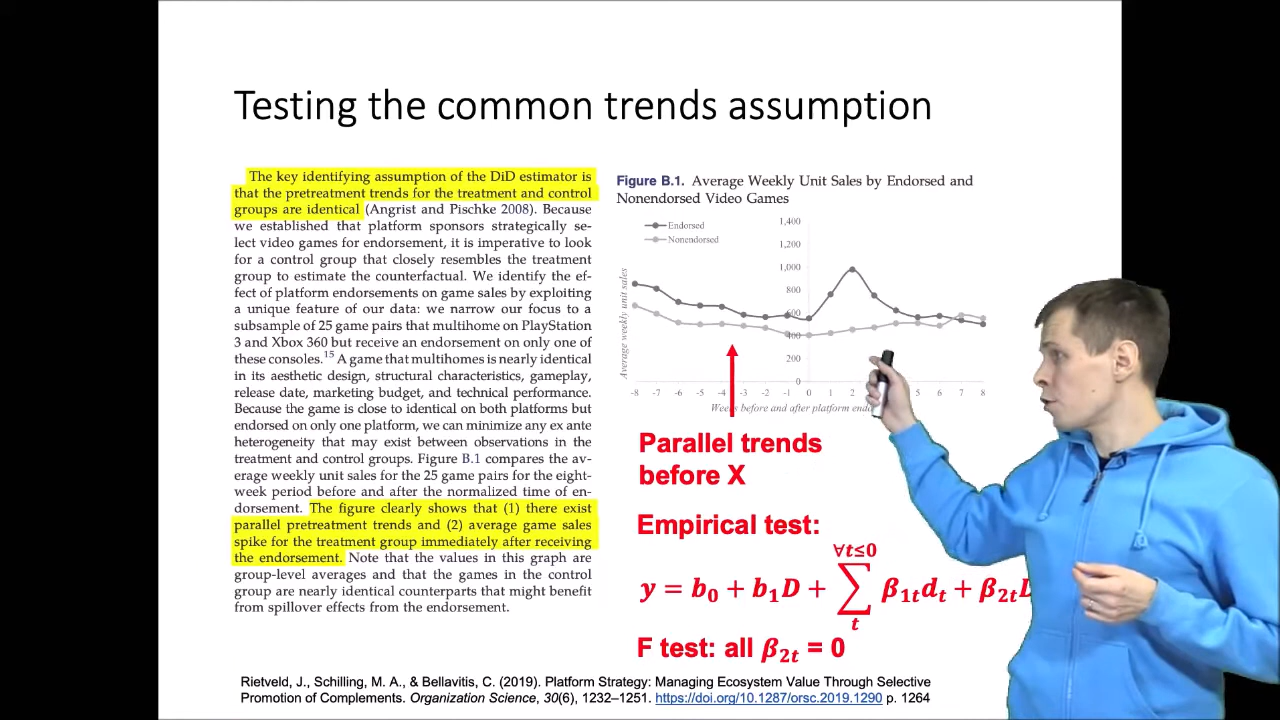 Testing the common trends assumption
The key identifying assumption of the DiD estimator is
that the pretreatment trends for the treatment and control
groups are identical (Angrist and Pischke 2008). Because
we established that platform sponsors strategically se-
lect video games for endorsement, it is imperative to look
for a control group that closely resembles the treatment
group to estimate the counterfactual. We identify the ef-
fect of platform endorsements on game sales by exploiting
a unique feature of our data: we narrow our focus to a
subsample of 25 game pairs that multihome on PlayStation
3 and Xbox 360 but receive an endorsement on only one of
these consoles.15 A game that multihomes is nearly identical
in its aesthetic design, structural characteristics, gameplay,
release date, marketing budget, and technical performance.
Because the game is close to identical on both platforms but
endorsed on only one platform, we can minimize any ex ante
heterogeneity that may exist between observations in the
treatment and control groups. Figure B.1 compares the av-
erage weekly unit sales for the 25 game pairs for the eight-
week period before and after the normalized time of en-
dorsement. The figure clearly shows that (1) there exist
parallel pretreatment trends and (2) average game sales
spike for the treatment group immediately after receiving
the endorsement. Note that the values in this graph are
group-level averages and that the games in the control
group are nearly identical counterparts that might benefit
from spillover effects from the endorsement.
Figure B.1. Average Weekly Unit Sales by Endorsed and
Nonendorsed Video Games
Endorsed
Nonendorsed
1,400
1,200
1,000
800
600
400
200
0
Average weekly unit sales
-8 -7 -6 -5 -4 -3 -2 -1 0 1 2 5 6 7 8
Weeks before and after platform endo
Parallel trends
before X
Empirical test:
∀t≤0
y = b₀ + b₁D + ∑ β₁ₜdₜ + β₂ₜ
t
F test: all β₂ₜ = 0
Rietveld, J., Schilling, M. A., & Bellavitis, C. (2019). Platform Strategy: Managing Ecosystem Value Through Selective
Promotion of Complements. Organization Science, 30(6), 1232–1251. https://doi.org/10.1287/orsc.2019.1290 p. 1264